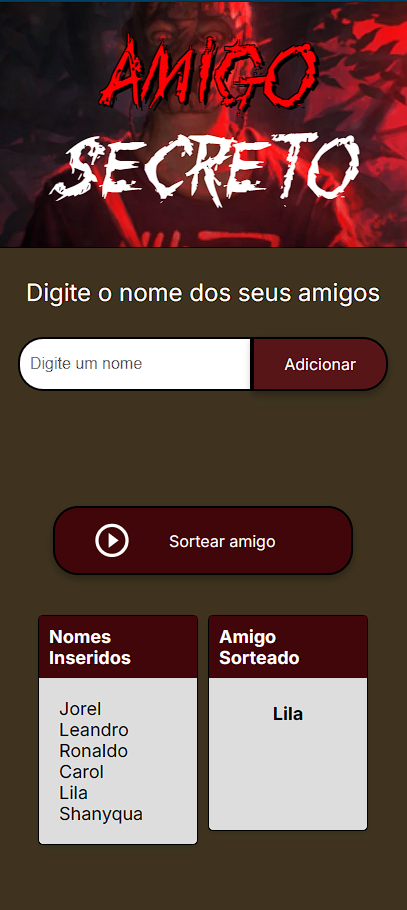 AMIGO
SECRETO
Digite o nome dos seus amigos
Digite um nome
Adicionar
Sortear amigo
Nomes
Inseridos
Jorel
Leandro
Ronaldo
Carol
Lila
Shanyqua
Amigo
Sorteado
Lila